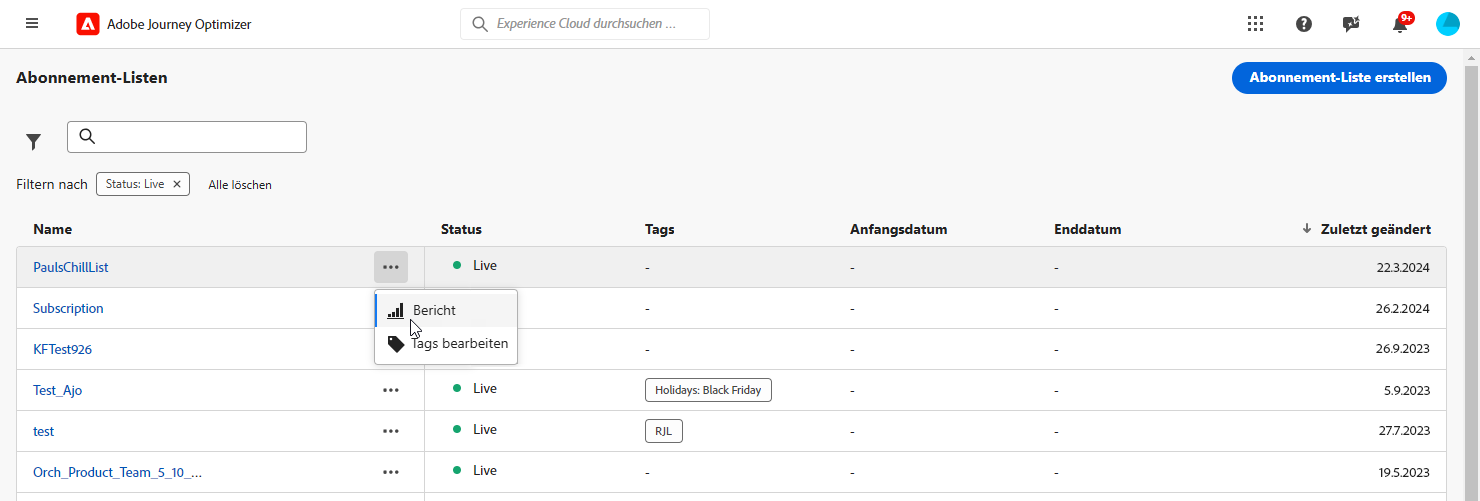 Adobe Journey Optimizer
Experience Cloud durchsuchen ...
9+
Abonnement-Listen
Abonnement-Liste erstellen
Filtern nach
Status: Live ✕
Alle löschen
Name Status Tags Anfangsdatum Enddatum ↓ Zuletzt geändert
PaulsChillList ••• Live - - - 22.3.2024
Subscription - - - 26.2.2024
KFTest926 - - - 26.9.2023
Bericht
Tags bearbeiten
Test_Ajo ••• Live Holidays: Black Friday - - 5.9.2023
test ••• Live RJL - - 27.7.2023
Orch_Product_Team_5_10_... ••• Live - - - 19.5.2023